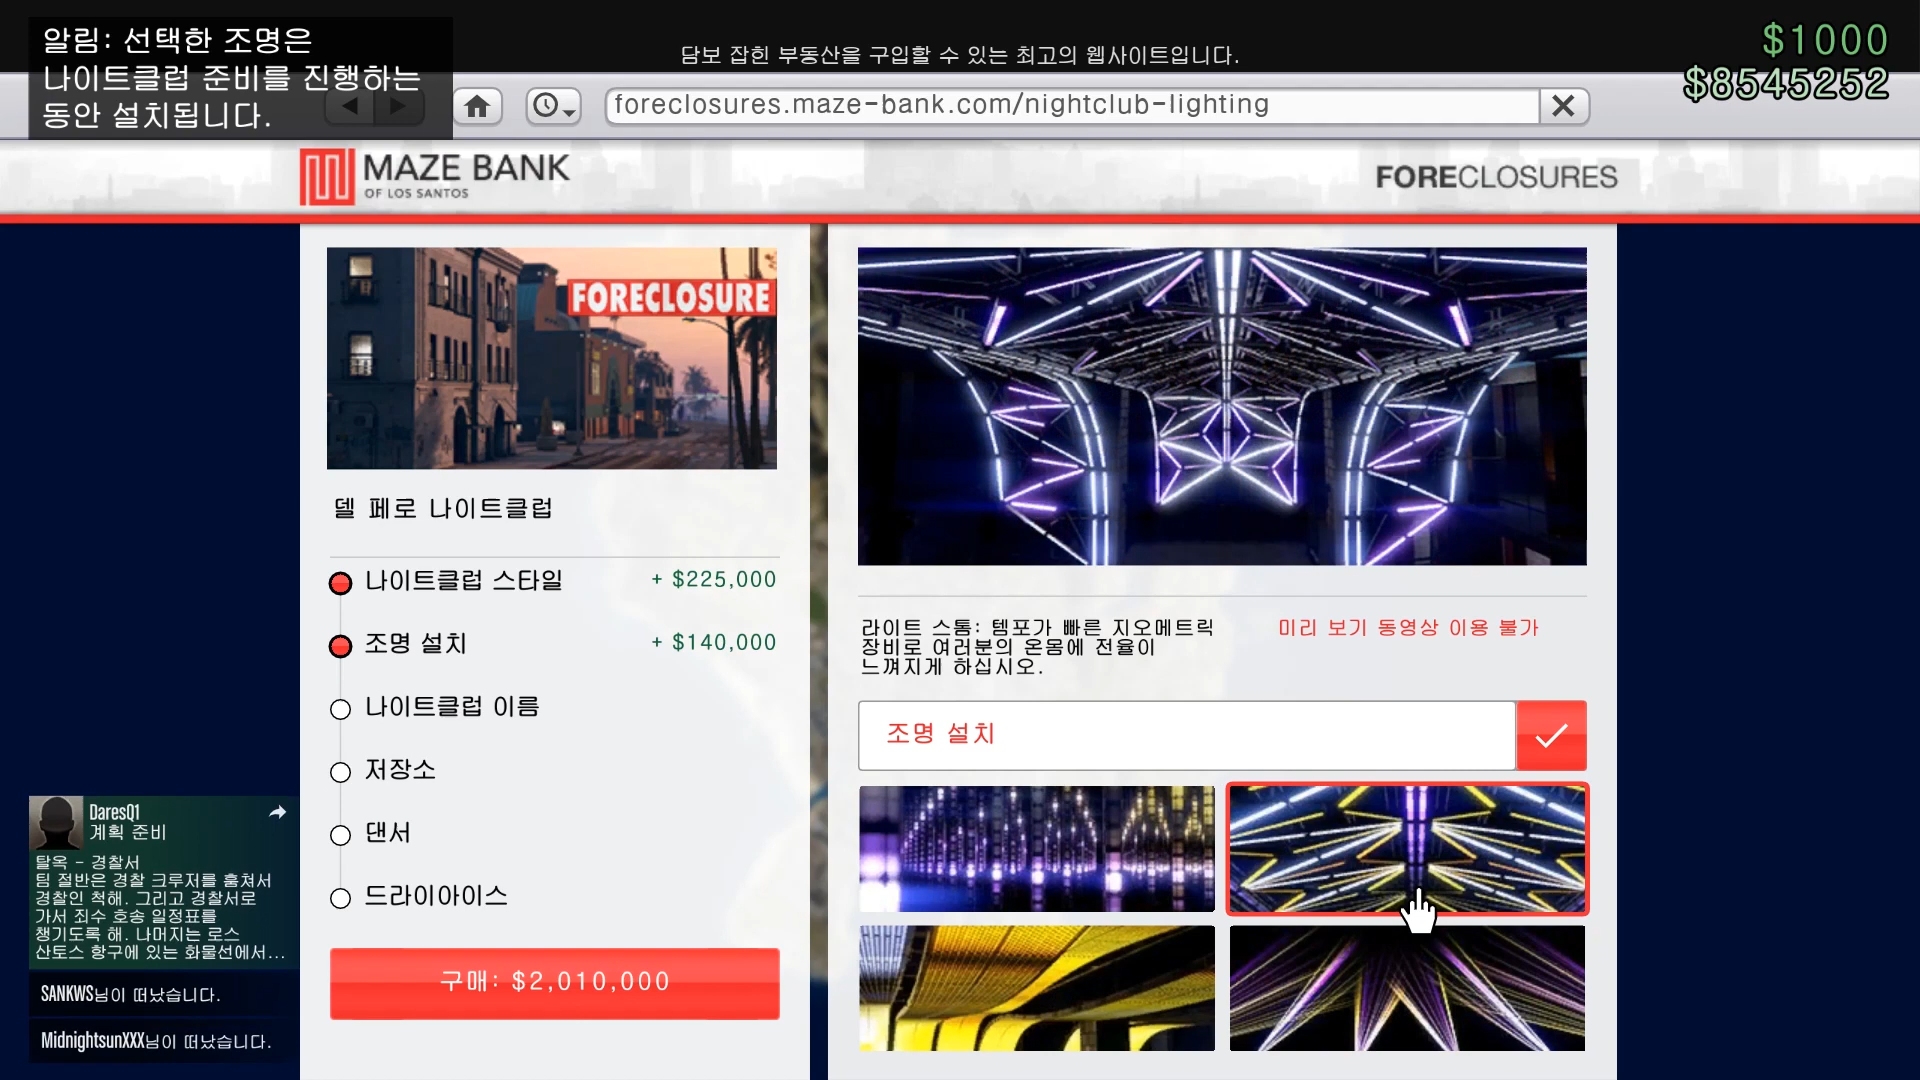 알림: 선택한 조명은
나이트클럽 준비를 진행하는
동안 설치됩니다.
담보 잡힌 부동산을 구입할 수 있는 최고의 웹사이트입니다.
$1000
$8545252
foreclosures.maze-bank.com/nightclub-lighting
MAZE BANK
OF LOS SANTOS
FORECLOSURES
FORECLOSURE
델 페로 나이트클럽
나이트클럽 스타일 + $225,000
조명 설치 + $140,000
나이트클럽 이름
저장소
댄서
드라이아이스
구매: $2,010,000
라이트 스톰: 템포가 빠른 지오메트릭
장비로 여러분의 온몸에 전율이
느껴지게 하십시오.
미리 보기 동영상 이용 불가
조명 설치
DaresQ1
계획 준비
탈옥 - 경찰서
팀 절반은 경찰 크루저를 훔쳐서
경찰인 척해. 그리고 경찰서로
가서 죄수 호송 일정표를
챙기도록 해. 나머지는 로스
산토스 항구에 있는 화물선에서...
SANKWS님이 떠났습니다.
MidnightsunXXX님이 떠났습니다.